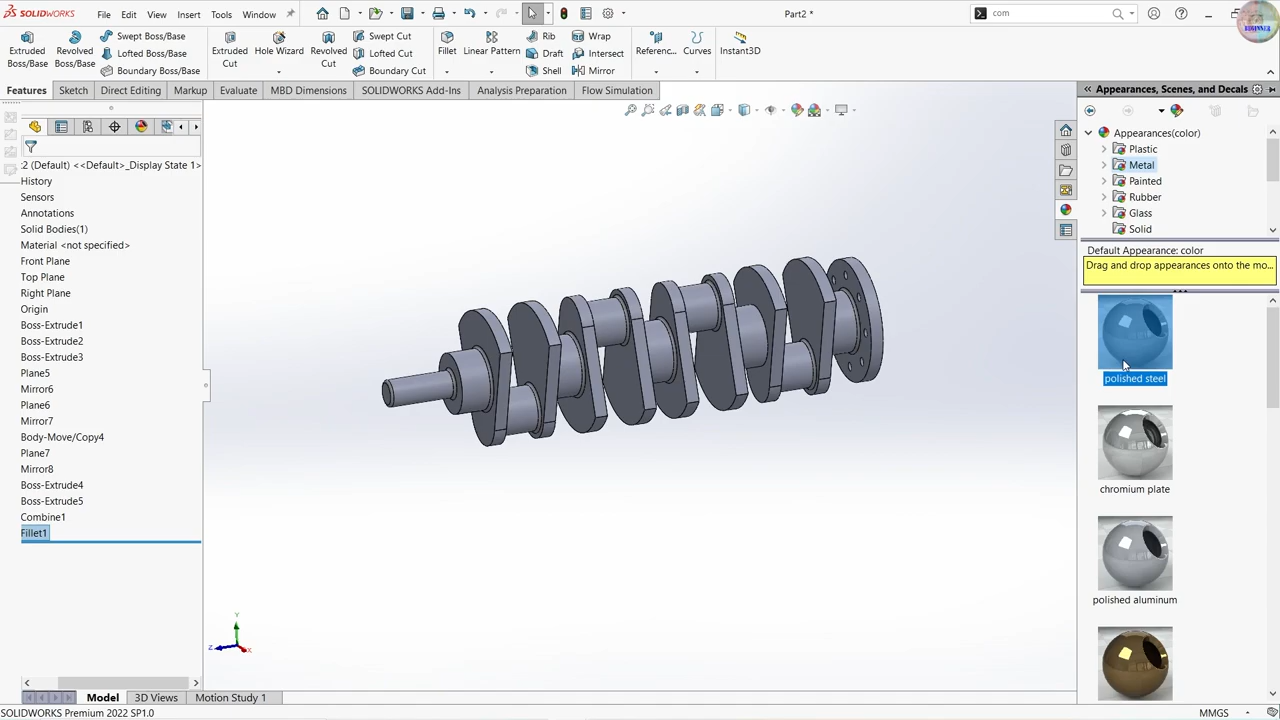 SOLIDWORKS
File Edit View Insert Tools Window
Part2 *
com
BEGINNER
Extruded Boss/Base
Revolved Boss/Base
Swept Boss/Base
Lofted Boss/Base
Boundary Boss/Base
Extruded Cut
Hole Wizard
Revolved Cut
Swept Cut
Lofted Cut
Boundary Cut
Fillet
Linear Pattern
Rib
Draft
Shell
Wrap
Intersect
Mirror
Referenc...
Curves
Instant3D
Features Sketch Direct Editing Markup Evaluate MBD Dimensions SOLIDWORKS Add-Ins Analysis Preparation Flow Simulation
:2 (Default) <<Default>_Display State 1>
History
Sensors
Annotations
Solid Bodies(1)
Material <not specified>
Front Plane
Top Plane
Right Plane
Origin
Boss-Extrude1
Boss-Extrude2
Boss-Extrude3
Plane5
Mirror6
Plane6
Mirror7
Body-Move/Copy4
Plane7
Mirror8
Boss-Extrude4
Boss-Extrude5
Combine1
Fillet1
Y
Z
X
Appearances, Scenes, and Decals
Appearances(color)
Plastic
Metal
Painted
Rubber
Glass
Solid
Default Appearance: color
Drag and drop appearances onto the mo...
polished steel
chromium plate
polished aluminum
Model 3D Views Motion Study 1
SOLIDWORKS Premium 2022 SP1.0
MMGS